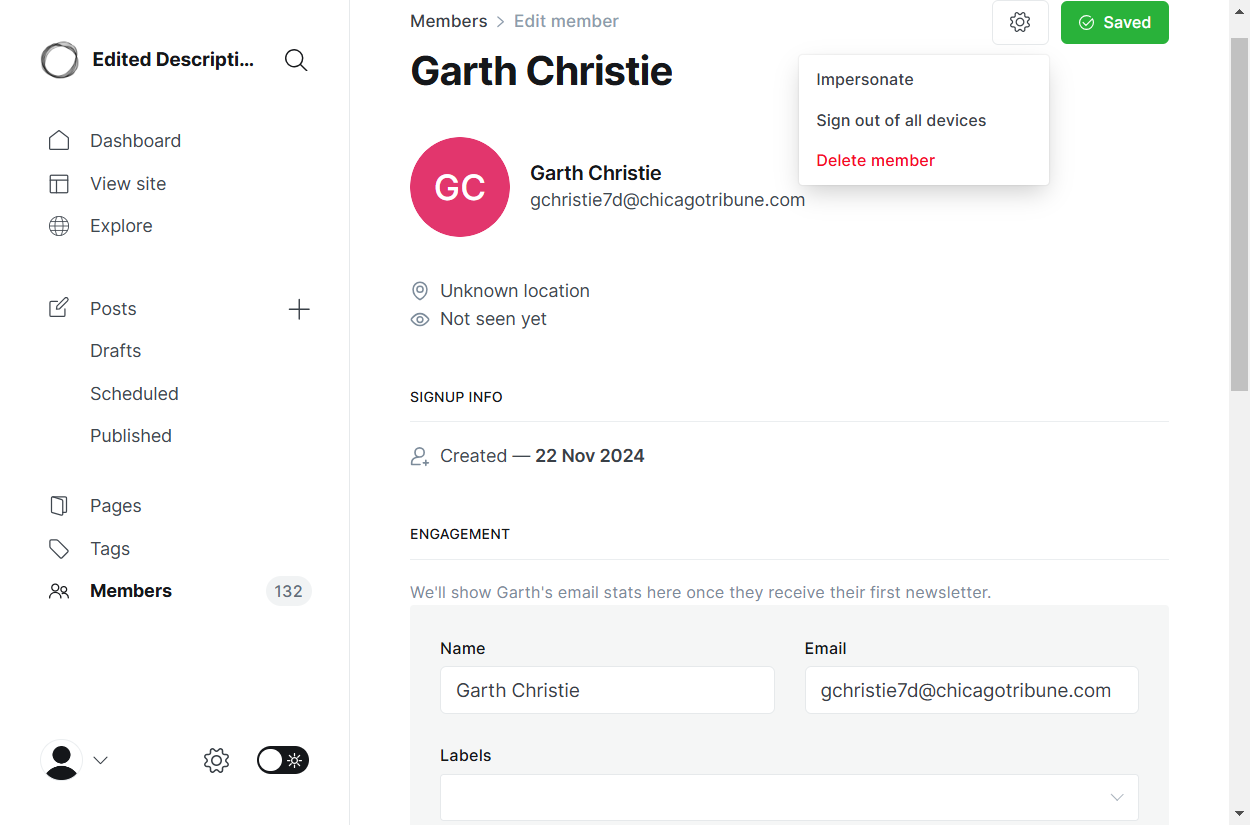 Edited Descripti...
Dashboard
View site
Explore
Posts
Drafts
Scheduled
Published
Pages
Tags
Members
132
Members > Edit member
Saved
Garth Christie
Impersonate
Sign out of all devices
Delete member
GC
Garth Christie
gchristie7d@chicagotribune.com
Unknown location
Not seen yet
SIGNUP INFO
Created — 22 Nov 2024
ENGAGEMENT
We'll show Garth's email stats here once they receive their first newsletter.
Name
Email
Garth Christie
gchristie7d@chicagotribune.com
Labels